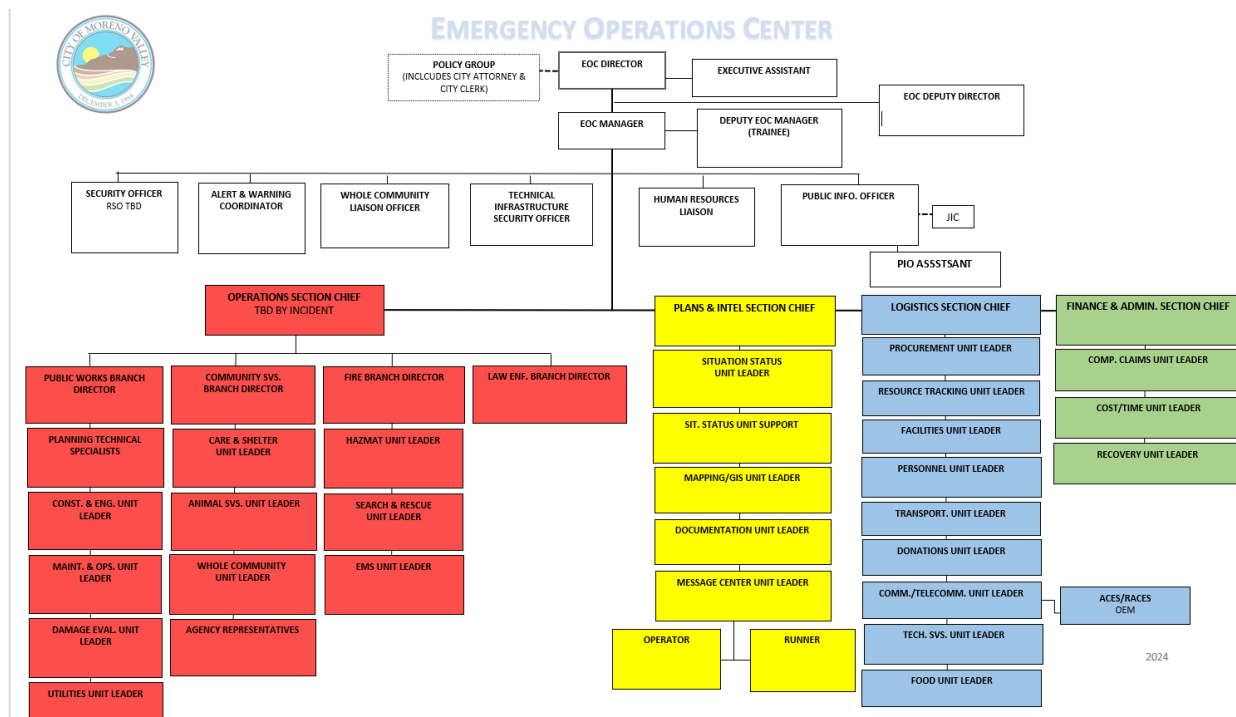 CITY OF MORENO VALLEY
DECEMBER 3, 1984
EMERGENCY OPERATIONS CENTER
POLICY GROUP
(INCLCUDES CITY ATTORNEY &
CITY CLERK)
EOC DIRECTOR
EXECUTIVE ASSISTANT
EOC DEPUTY DIRECTOR
EOC MANAGER
DEPUTY EOC MANAGER
(TRAINEE)
SECURITY OFFICER
RSO TBD
ALERT & WARNING
COORDINATOR
WHOLE COMMUNITY
LIAISON OFFICER
TECHNICAL
INFRASTRUCTURE
SECURITY OFFICER
HUMAN RESOURCES
LIAISON
PUBLIC INFO. OFFICER
JIC
PIO ASSSTSANT
OPERATIONS SECTION CHIEF
TBD BY INCIDENT
PLANS & INTEL SECTION CHIEF
LOGISTICS SECTION CHIEF
FINANCE & ADMIN. SECTION CHIEF
PUBLIC WORKS BRANCH
DIRECTOR
PLANNING TECHNICAL
SPECIALISTS
CONST. & ENG. UNIT
LEADER
MAINT. & OPS. UNIT
LEADER
DAMAGE EVAL. UNIT
LEADER
UTILITIES UNIT LEADER
COMMUNITY SVS.
BRANCH DIRECTOR
CARE & SHELTER
UNIT LEADER
ANIMAL SVS. UNIT LEADER
WHOLE COMMUNITY
UNIT LEADER
AGENCY REPRESENTATIVES
FIRE BRANCH DIRECTOR
HAZMAT UNIT LEADER
SEARCH & RESCUE
UNIT LEADER
EMS UNIT LEADER
LAW ENF. BRANCH DIRECTOR
SITUATION STATUS
UNIT LEADER
SIT. STATUS UNIT SUPPORT
MAPPING/GIS UNIT LEADER
DOCUMENTATION UNIT LEADER
MESSAGE CENTER UNIT LEADER
OPERATOR
RUNNER
PROCUREMENT UNIT LEADER
RESOURCE TRACKING UNIT LEADER
FACILITIES UNIT LEADER
PERSONNEL UNIT LEADER
TRANSPORT. UNIT LEADER
DONATIONS UNIT LEADER
COMM./TELECOMM. UNIT LEADER
ACES/RACES
OEM
TECH. SVS. UNIT LEADER
FOOD UNIT LEADER
COMP. CLAIMS UNIT LEADER
COST/TIME UNIT LEADER
RECOVERY UNIT LEADER
2024